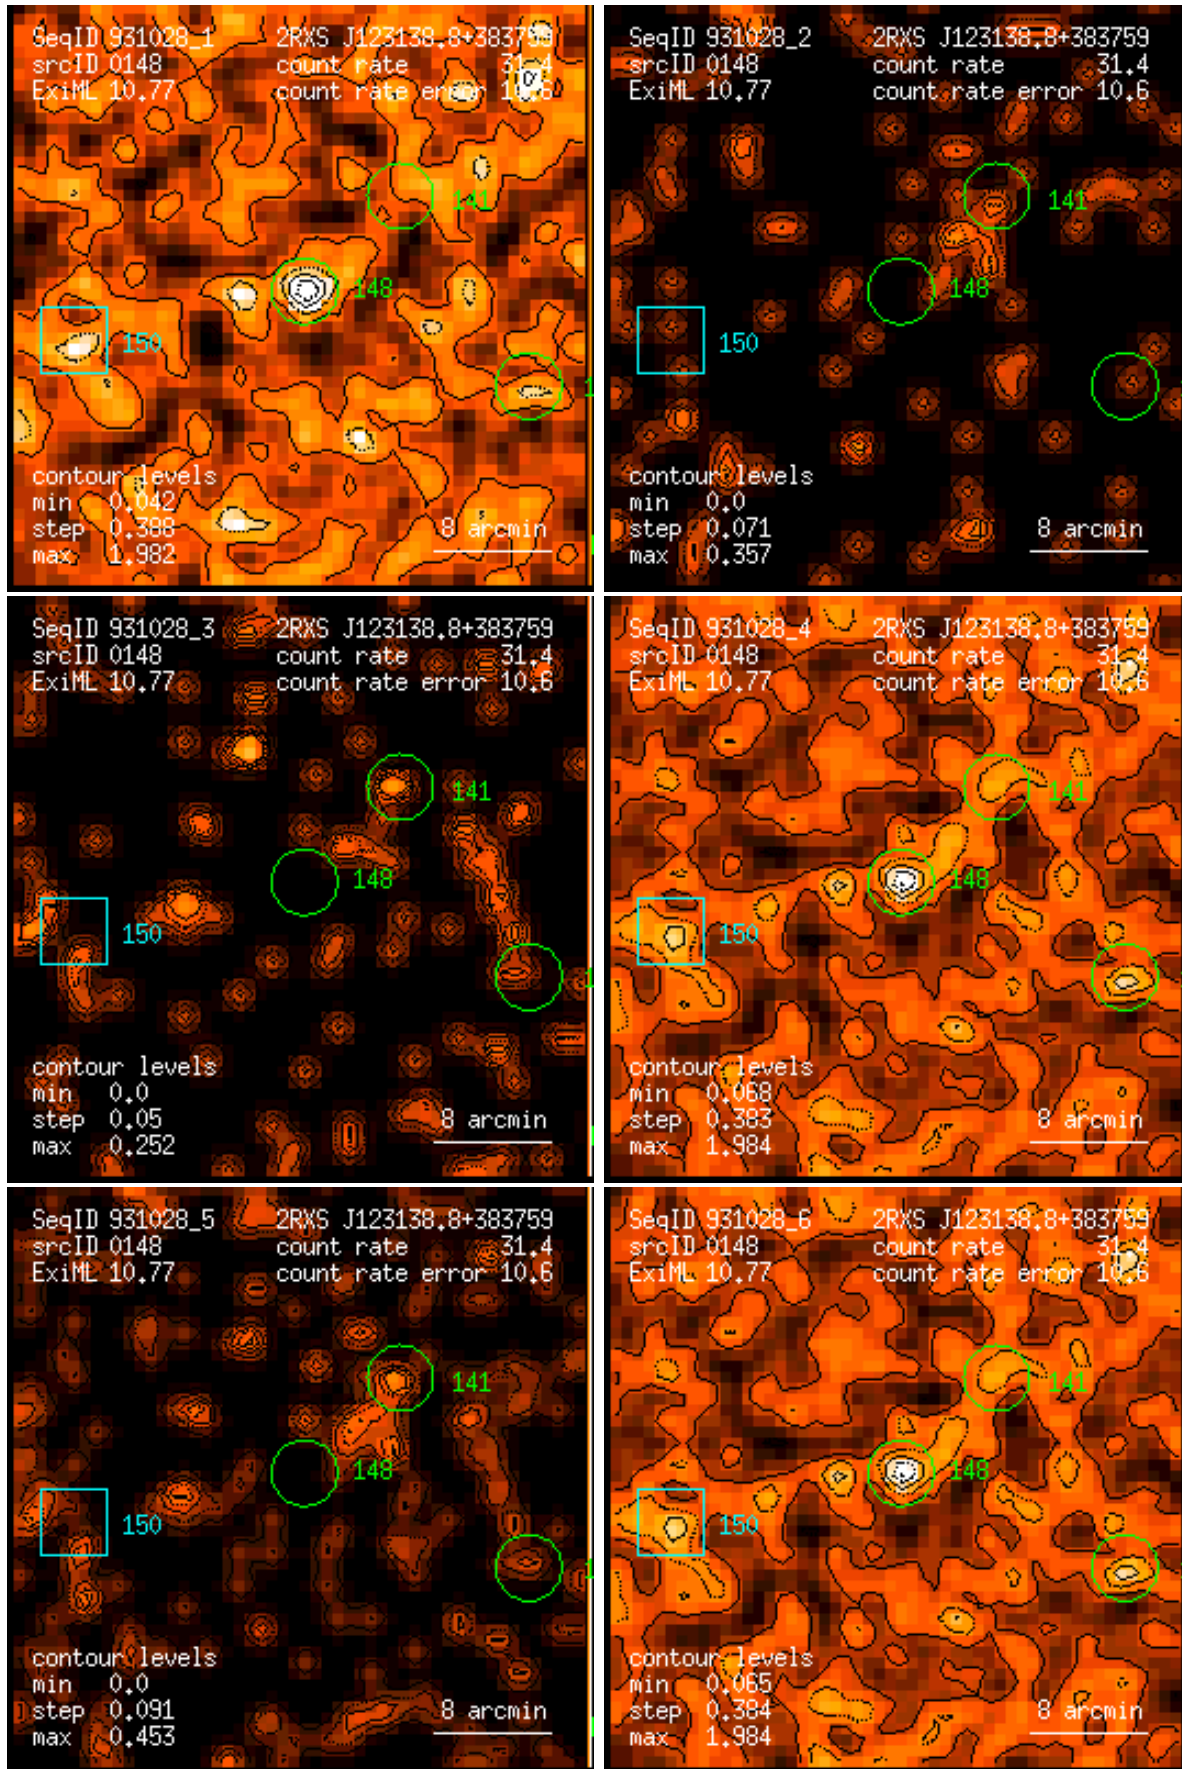 SeqID 931028_1 2RXS J123138.8+383759
srcID 0148 count rate 31.4
ExiML 10.77 count rate error 10.6
141
148
150
1
contour levels
min 0.042
step 0.388 8 arcmin
max 1.982
SeqID 931028_2 2RXS J123138.8+383759
srcID 0148 count rate 31.4
ExiML 10.77 count rate error 10.6
141
148
150
contour levels
min 0.0
step 0.071 8 arcmin
max 0.357
SeqID 931028_3 2RXS J123138.8+383759
srcID 0148 count rate 31.4
ExiML 10.77 count rate error 10.6
141
148
150
1
contour levels
min 0.0
step 0.05 8 arcmin
max 0.252
SeqID 931028_4 2RXS J123138.8+383759
srcID 0148 count rate 31.4
ExiML 10.77 count rate error 10.6
141
148
150
contour levels
min 0.068
step 0.383 8 arcmin
max 1.984
SeqID 931028_5 2RXS J123138.8+383759
srcID 0148 count rate 31.4
ExiML 10.77 count rate error 10.6
141
148
150
1
contour levels
min 0.0
step 0.091 8 arcmin
max 0.453
SeqID 931028_6 2RXS J123138.8+383759
srcID 0148 count rate 31.4
ExiML 10.77 count rate error 10.6
141
148
150
contour levels
min 0.065
step 0.384 8 arcmin
max 1.984